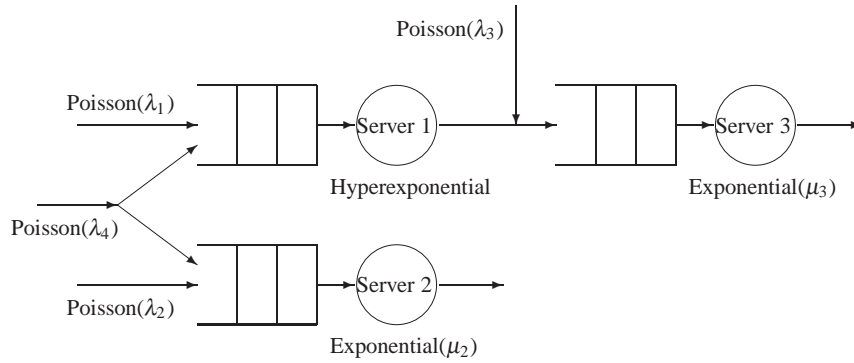 Poisson(λ₃)
Poisson(λ₁)
Server 1
Server 3
Hyperexponential
Exponential(μ₃)
Poisson(λ₄)
Poisson(λ₂)
Server 2
Exponential(μ₂)